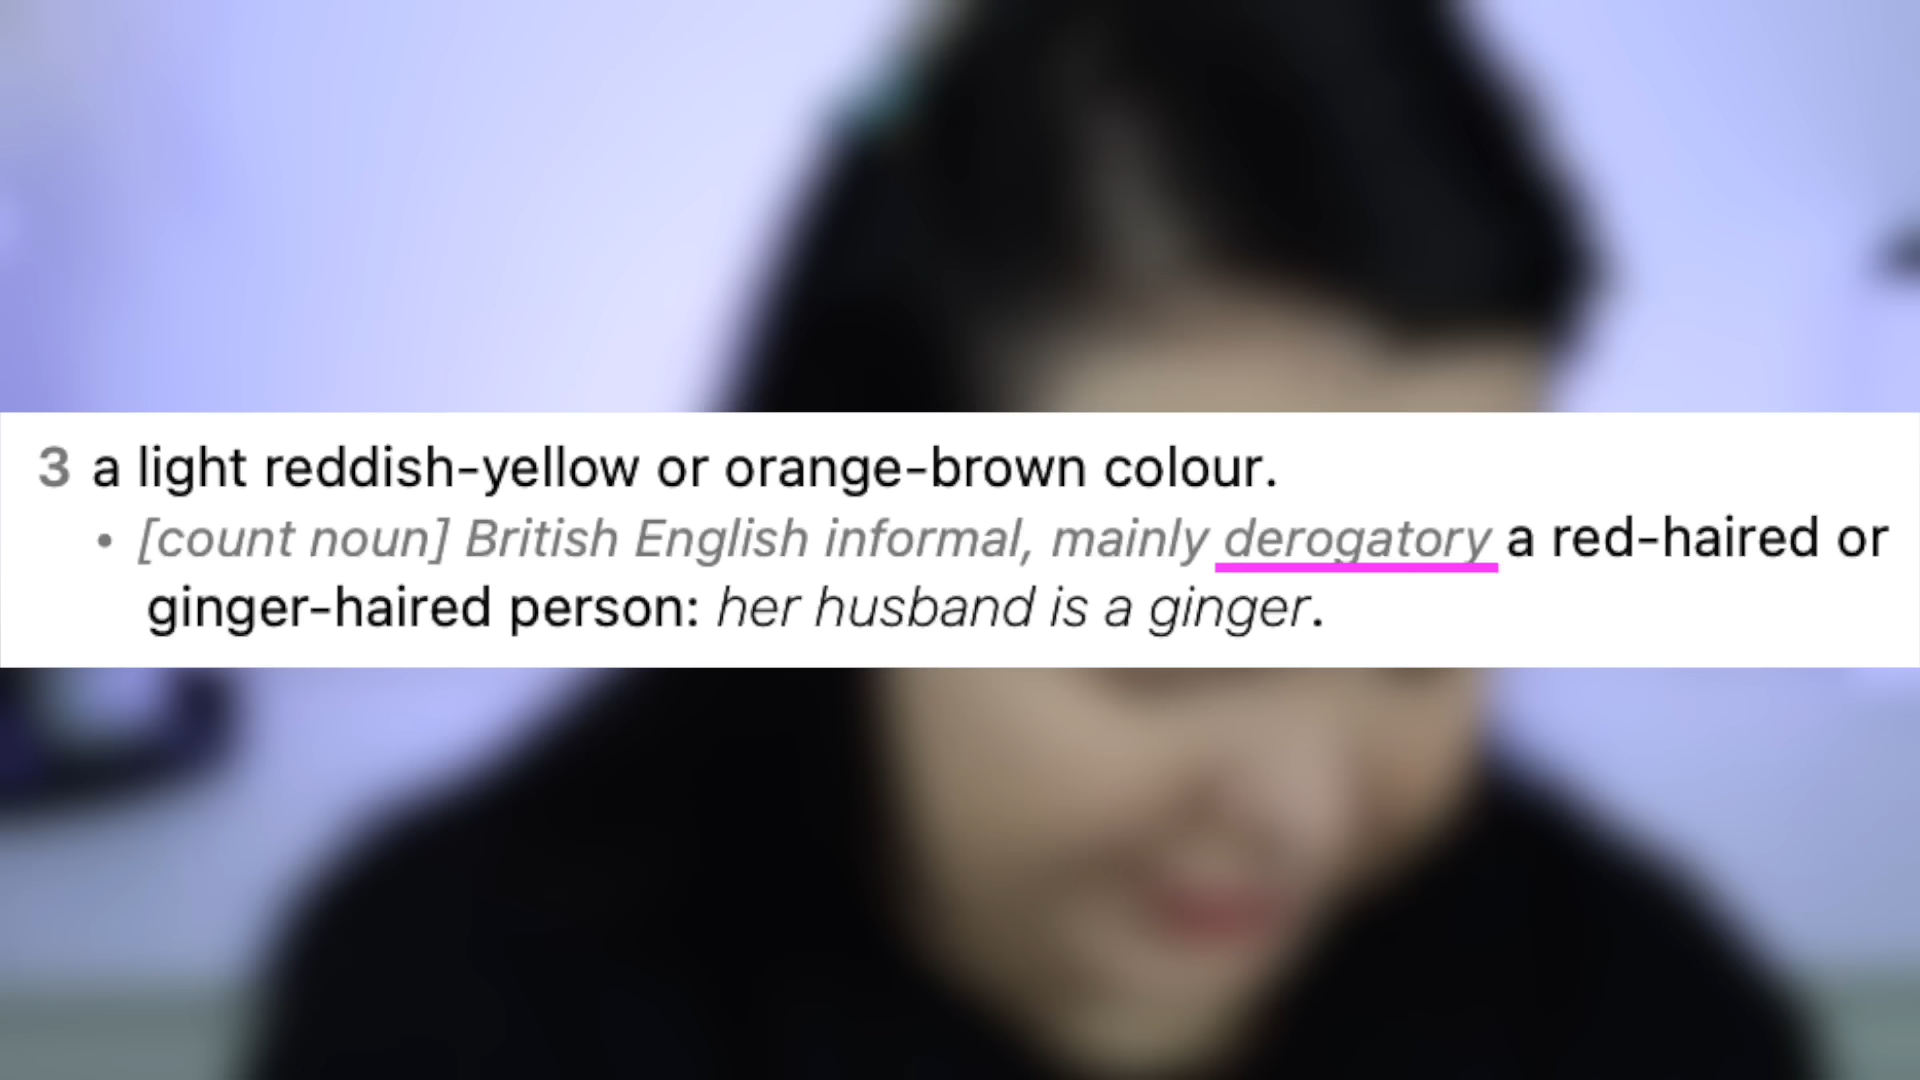 3 a light reddish-yellow or orange-brown colour.
• [count noun] British English informal, mainly derogatory a red-haired or
ginger-haired person: her husband is a ginger.